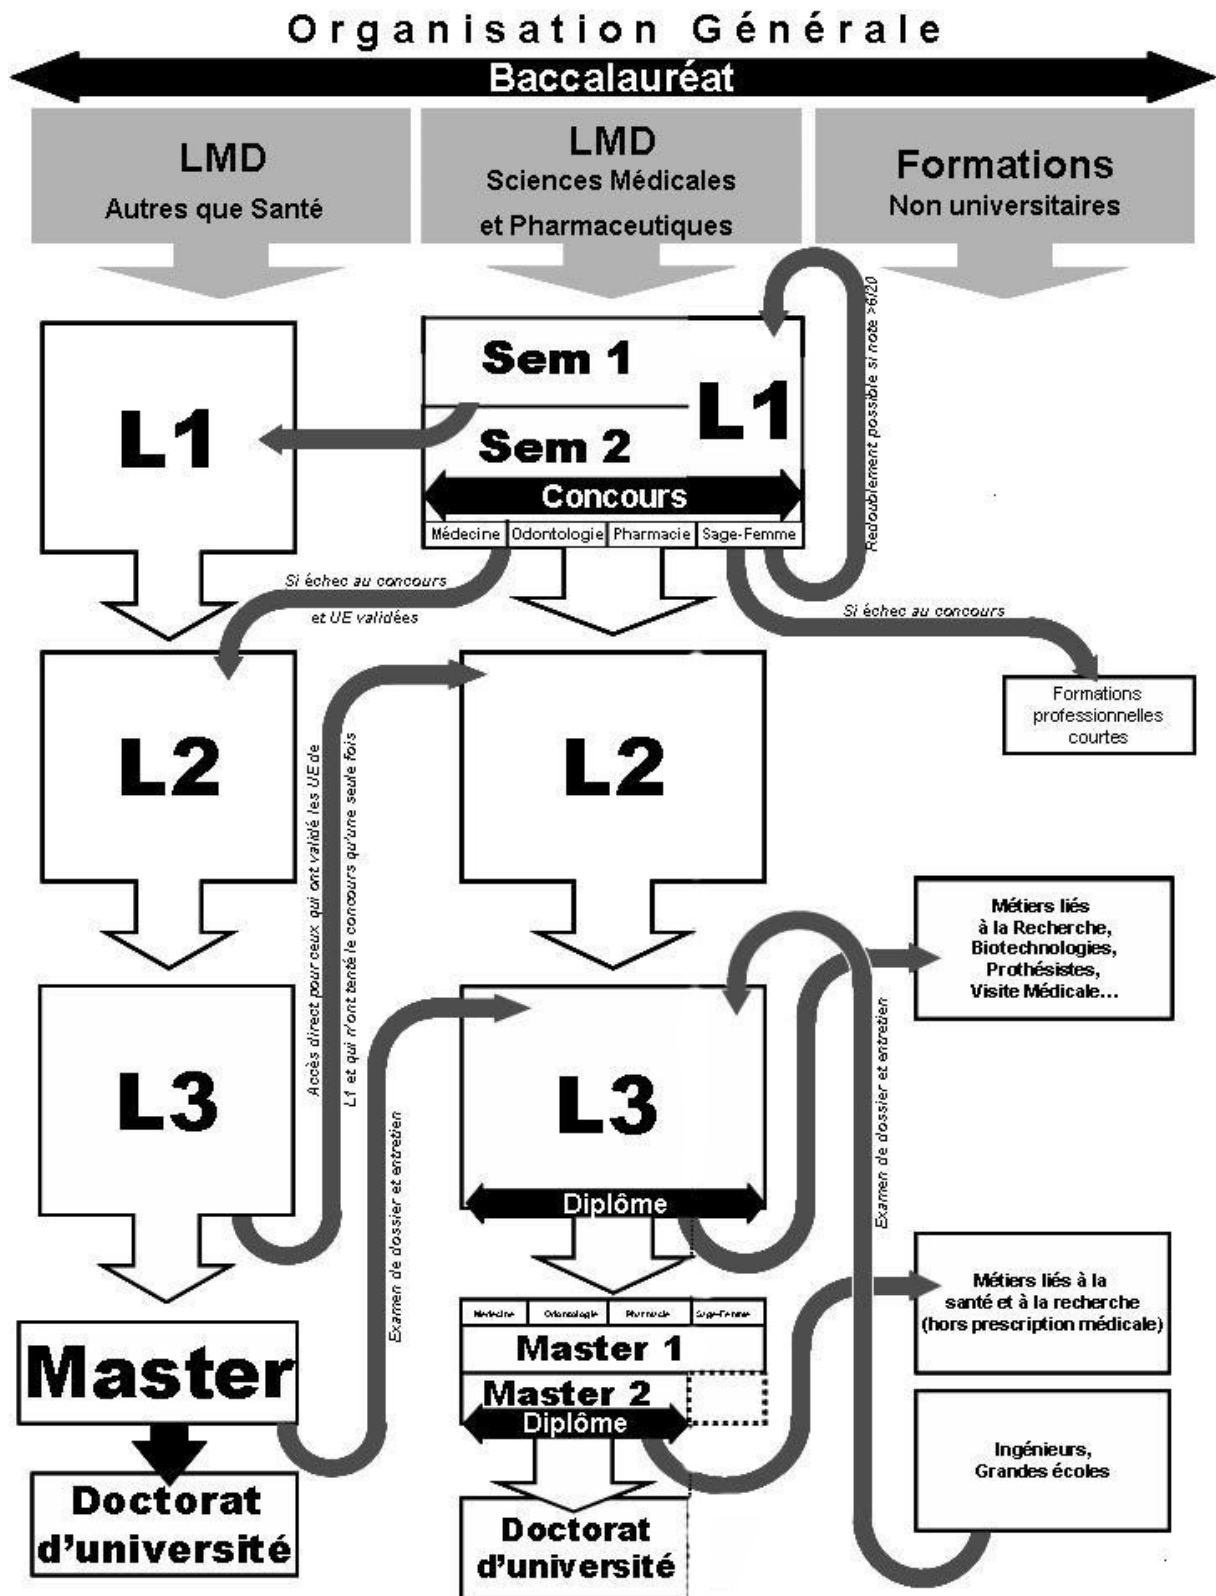 Organisation Générale
Baccalauréat
LMD
Autres que Santé
LMD
Sciences Médicales
et Pharmaceutiques
Formations
Non universitaires
L1
Sem 1
Sem 2
L1
Concours
Médecine
Odontologie
Pharmacie
Sage-Femme
Redoublement possible si note >6/20
Si échec au concours
et UE validées
Si échec au concours
Formations
professionnelles
courtes
L2
L2
Accès direct pour ceux qui ont validé les UE de
L1 et qui n'ont tenté le concours qu'une seule fois
Métiers liés
à la Recherche,
Biotechnologies,
Prothésistes,
Visite Médicale...
L3
L3
Diplôme
Examen de dossier et entretien
Examen de dossier et entretien
Métiers liés à la
santé et à la recherche
(hors prescription médicale)
Médecine
Odontologie
Pharmacie
Sage-Femme
Master
Master 1
Master 2
Diplôme
Ingénieurs,
Grandes écoles
Doctorat
d'université
Doctorat
d'université